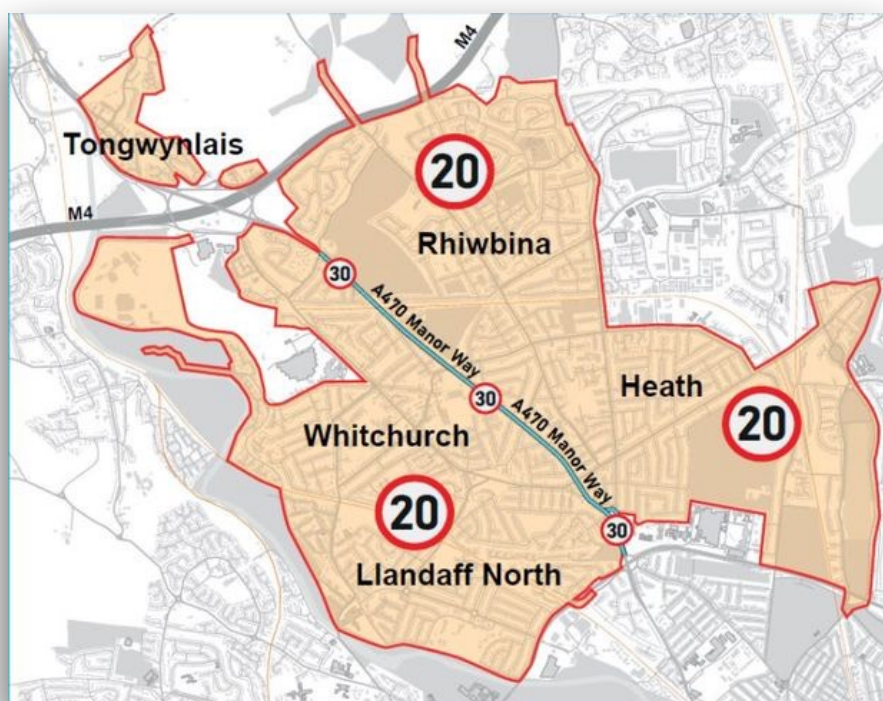 M4
Tongwynlais
20
M4
Rhiwbina
30
A470 Manor Way
30
Heath
A470 Manor Way
20
Whitchurch
20
30
Llandaff North